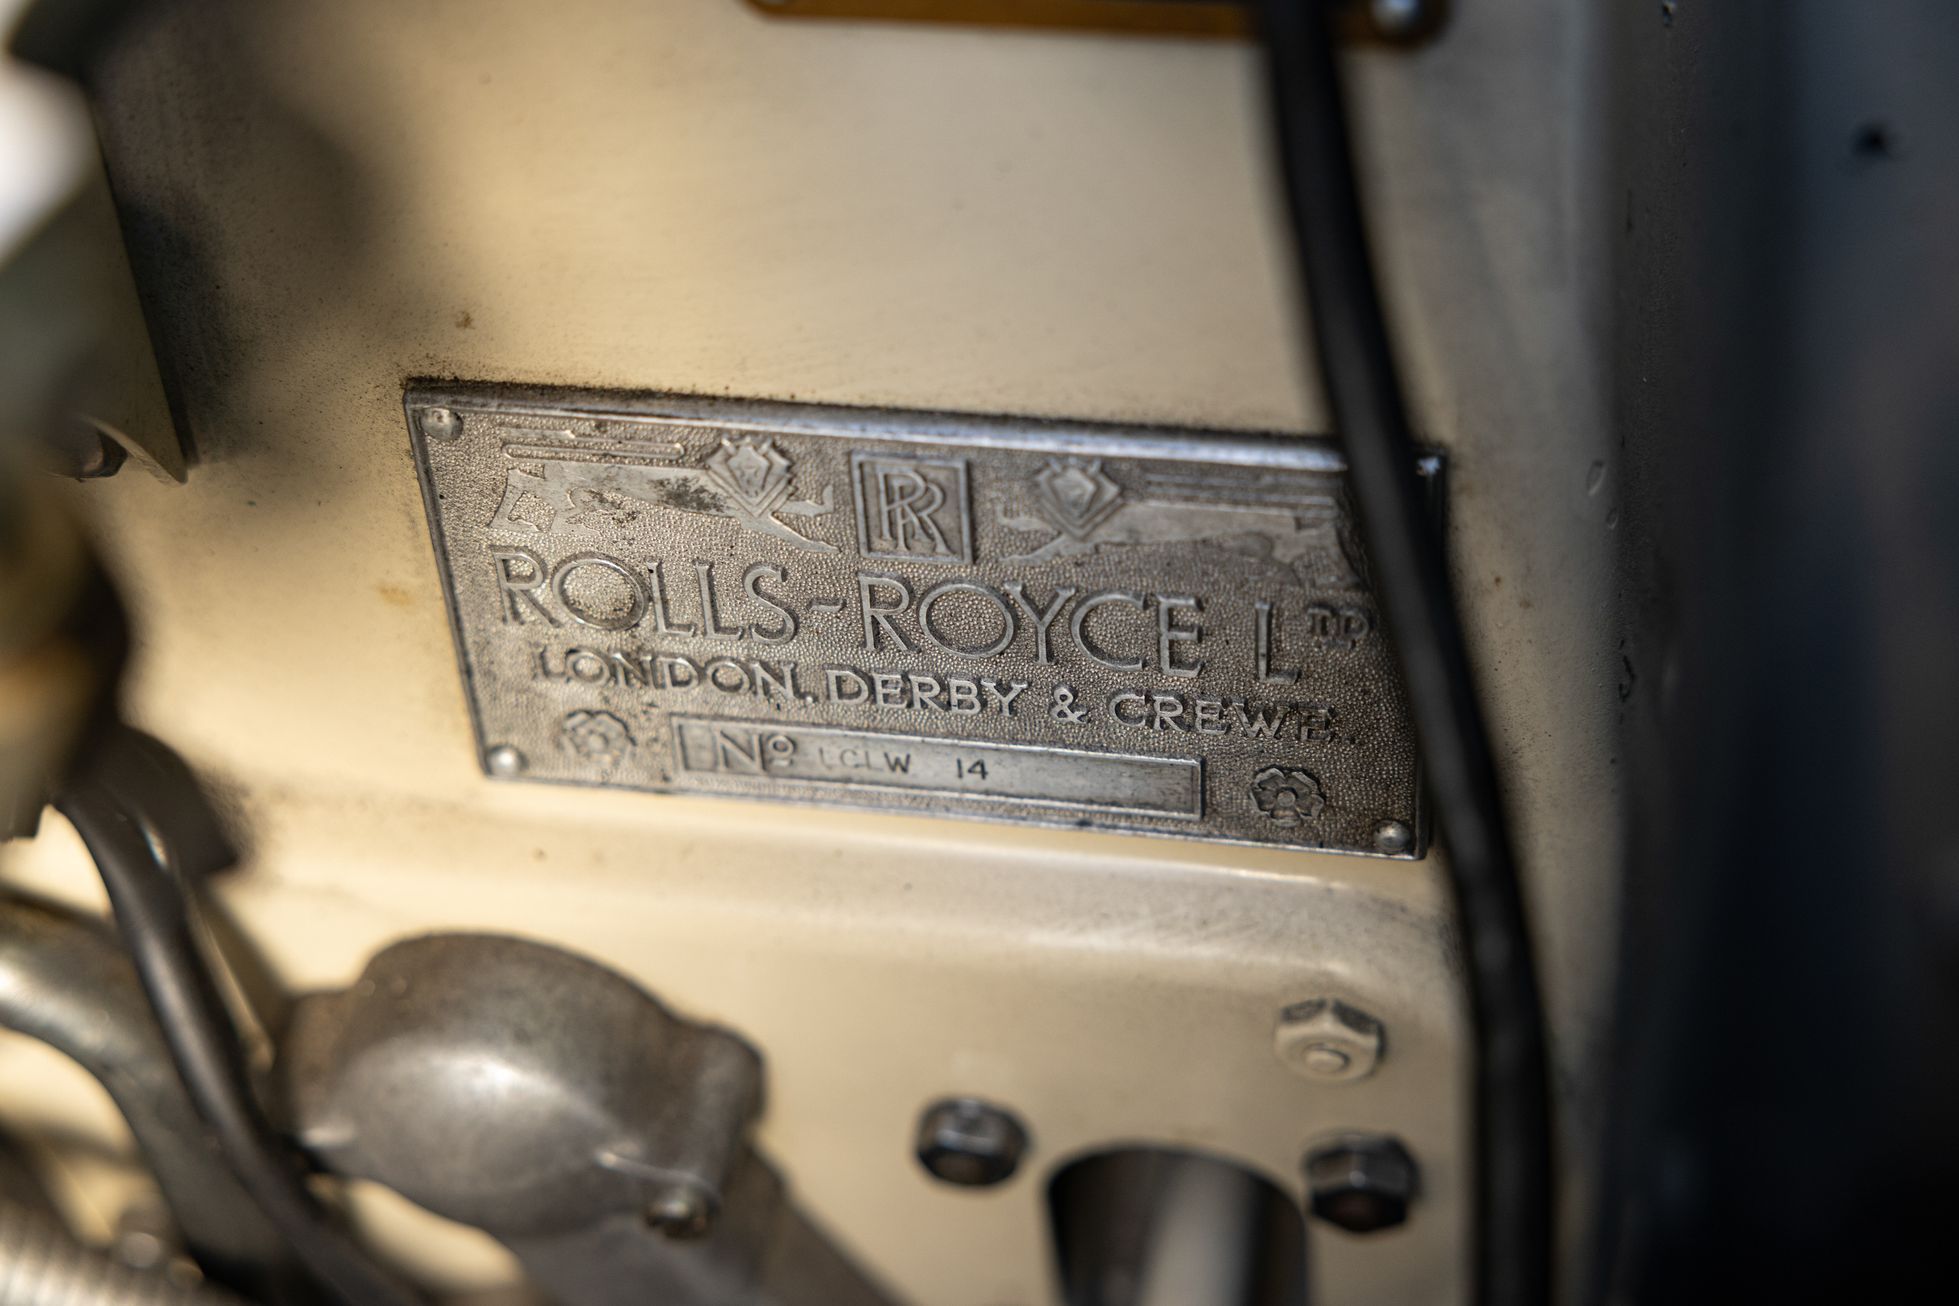 RR
ROLLS-ROYCE LTD
LONDON, DERBY & CREWE.
No LCLW 14